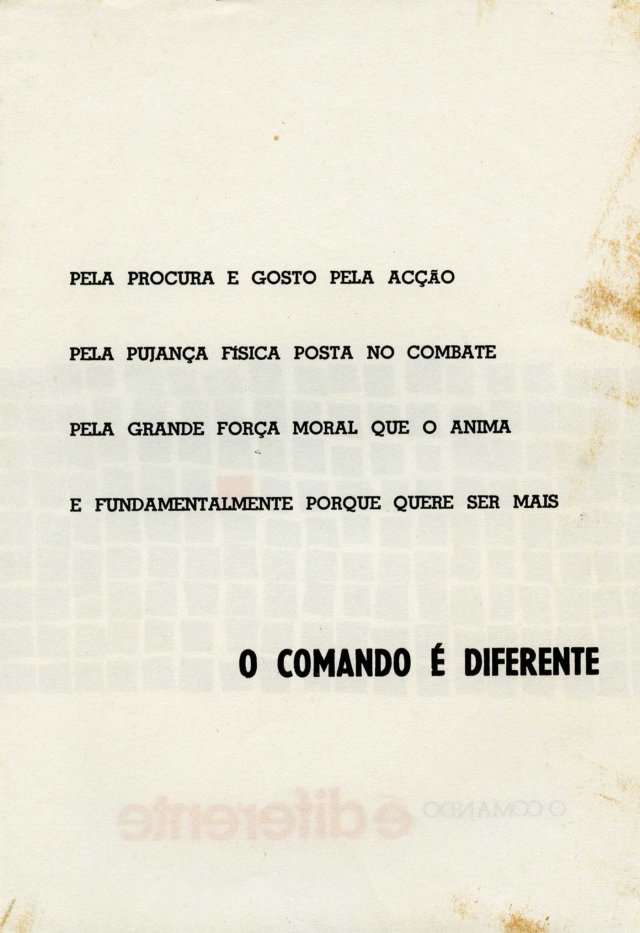 PELA PROCURA E GOSTO PELA ACÇÃO
PELA PUJANÇA FÍSICA POSTA NO COMBATE
PELA GRANDE FORÇA MORAL QUE O ANIMA
E FUNDAMENTALMENTE PORQUE QUERE SER MAIS
O COMANDO É DIFERENTE
O COMANDO é diferente